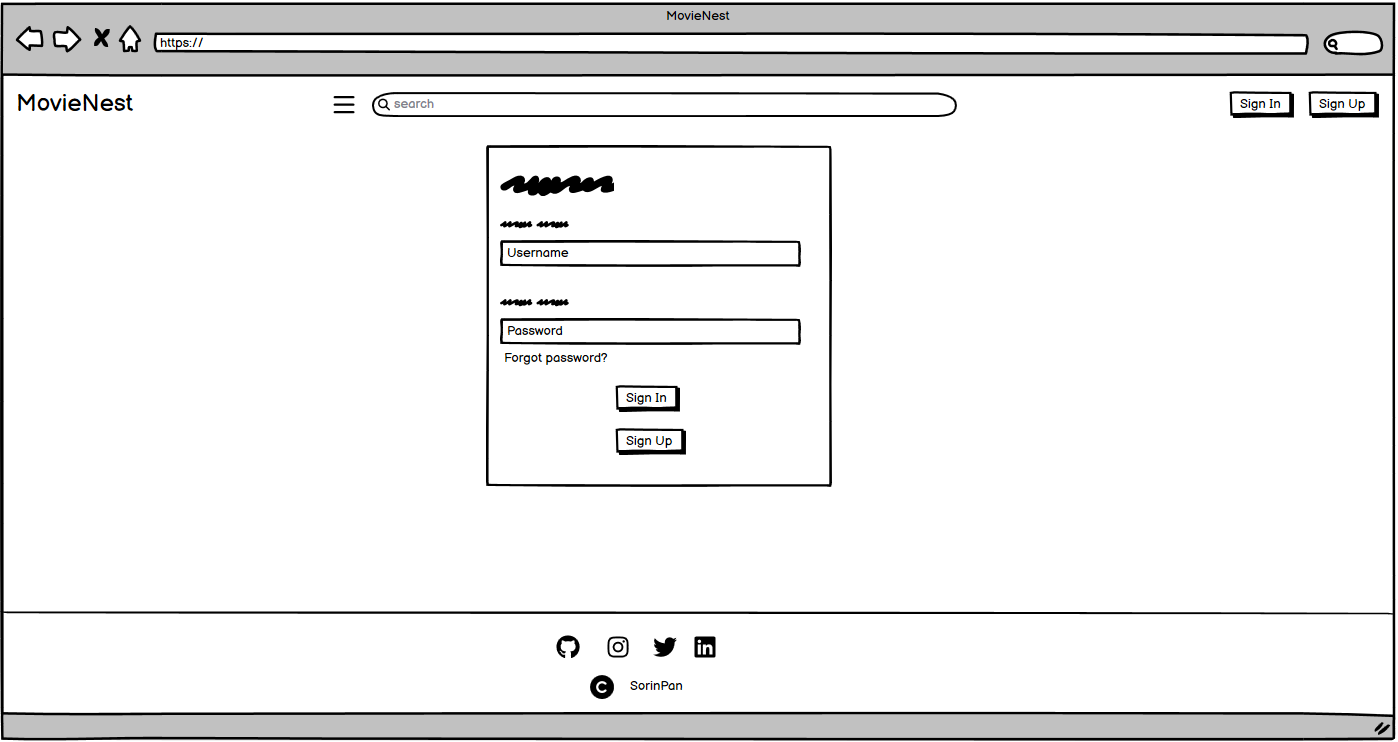 MovieNest
https://
MovieNest
search
Sign In
Sign Up
Username
Password
Forgot password?
Sign In
Sign Up
SorinPan